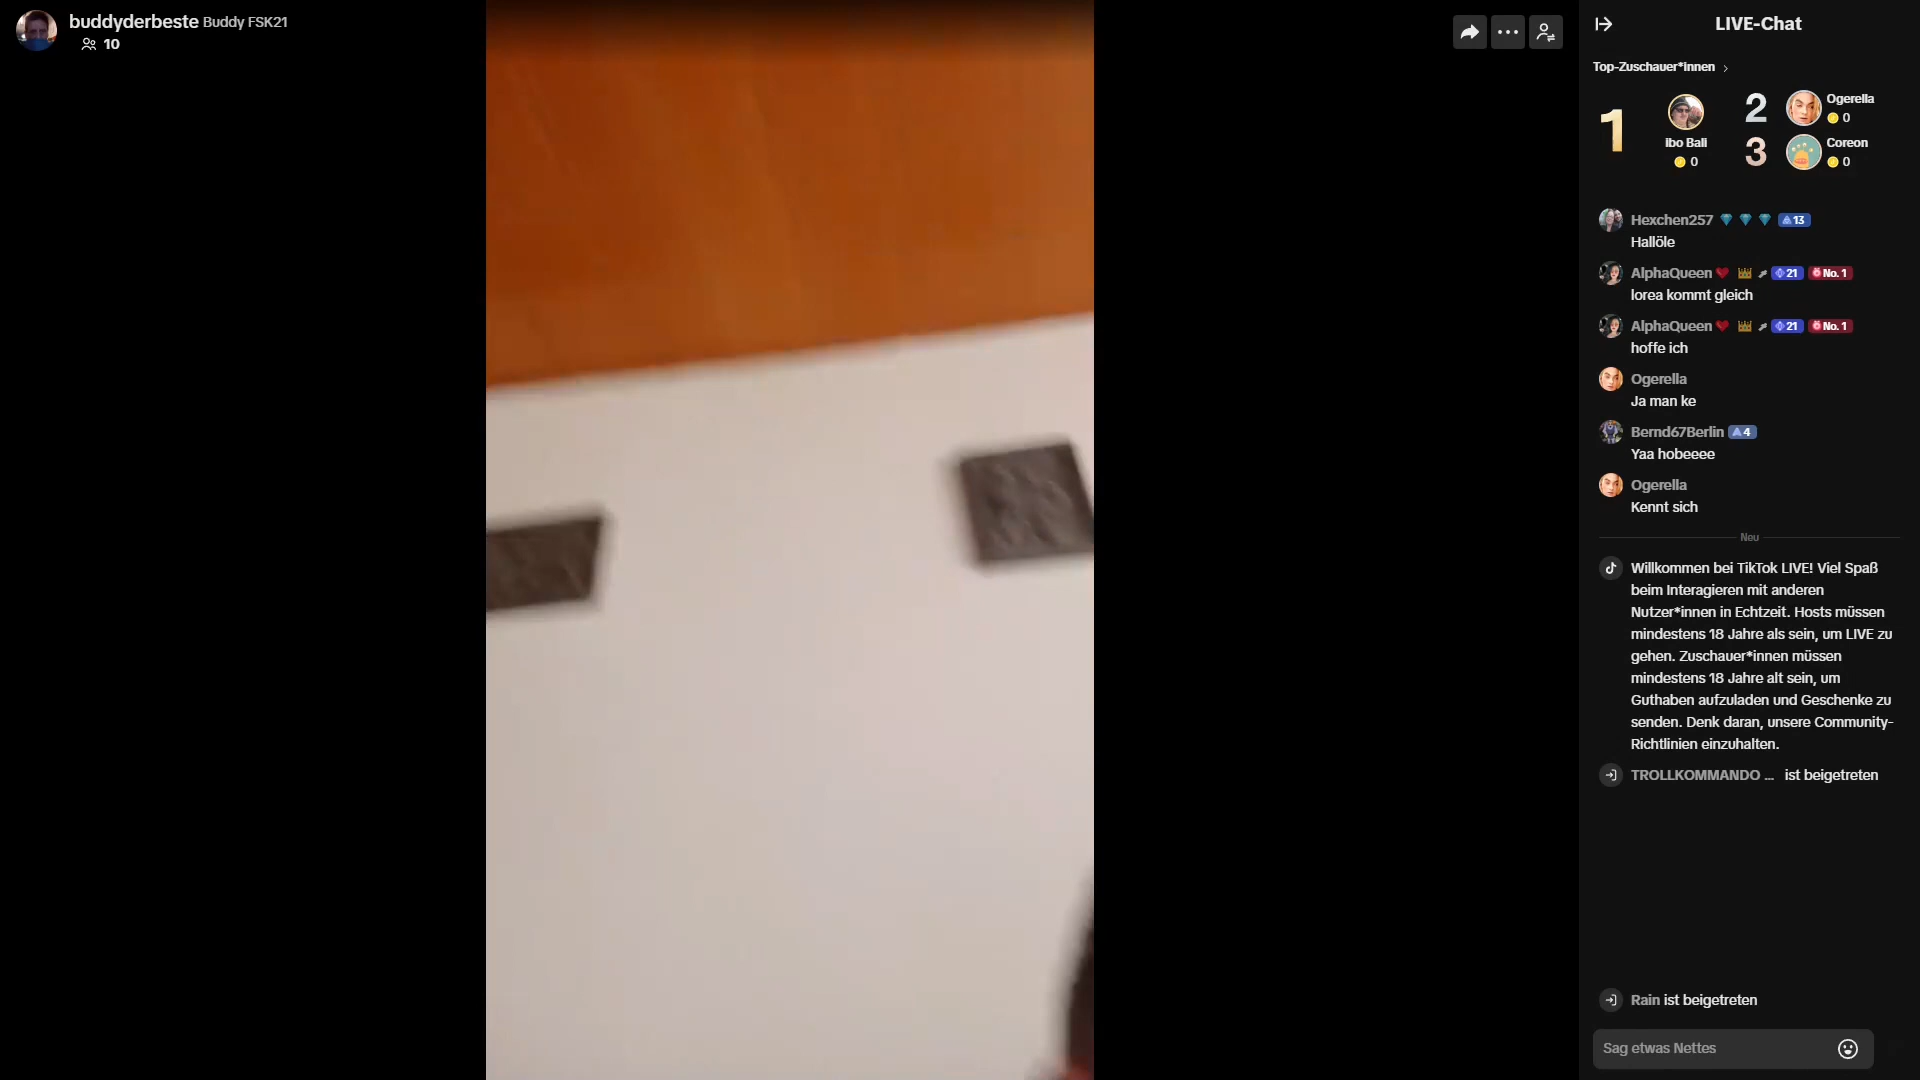 buddyderbeste Buddy FSK21
10
LIVE-Chat
Top-Zuschauer*innen
1
Ibo Bali
0
2
Ogerella
0
3
Coreon
0
Hexchen257 13
Hallöle
AlphaQueen 21 No. 1
lorea kommt gleich
AlphaQueen 21 No. 1
hoffe ich
Ogerella
Ja man ke
Bernd67Berlin 4
Yaa hobeeee
Ogerella
Kennt sich
Neu
Willkommen bei TikTok LIVE! Viel Spaß
beim Interagieren mit anderen
Nutzer*innen in Echtzeit. Hosts müssen
mindestens 18 Jahre als sein, um LIVE zu
gehen. Zuschauer*innen müssen
mindestens 18 Jahre alt sein, um
Guthaben aufzuladen und Geschenke zu
senden. Denk daran, unsere Community-
Richtlinien einzuhalten.
TROLLKOMMANDO ... ist beigetreten
Rain ist beigetreten
Sag etwas Nettes